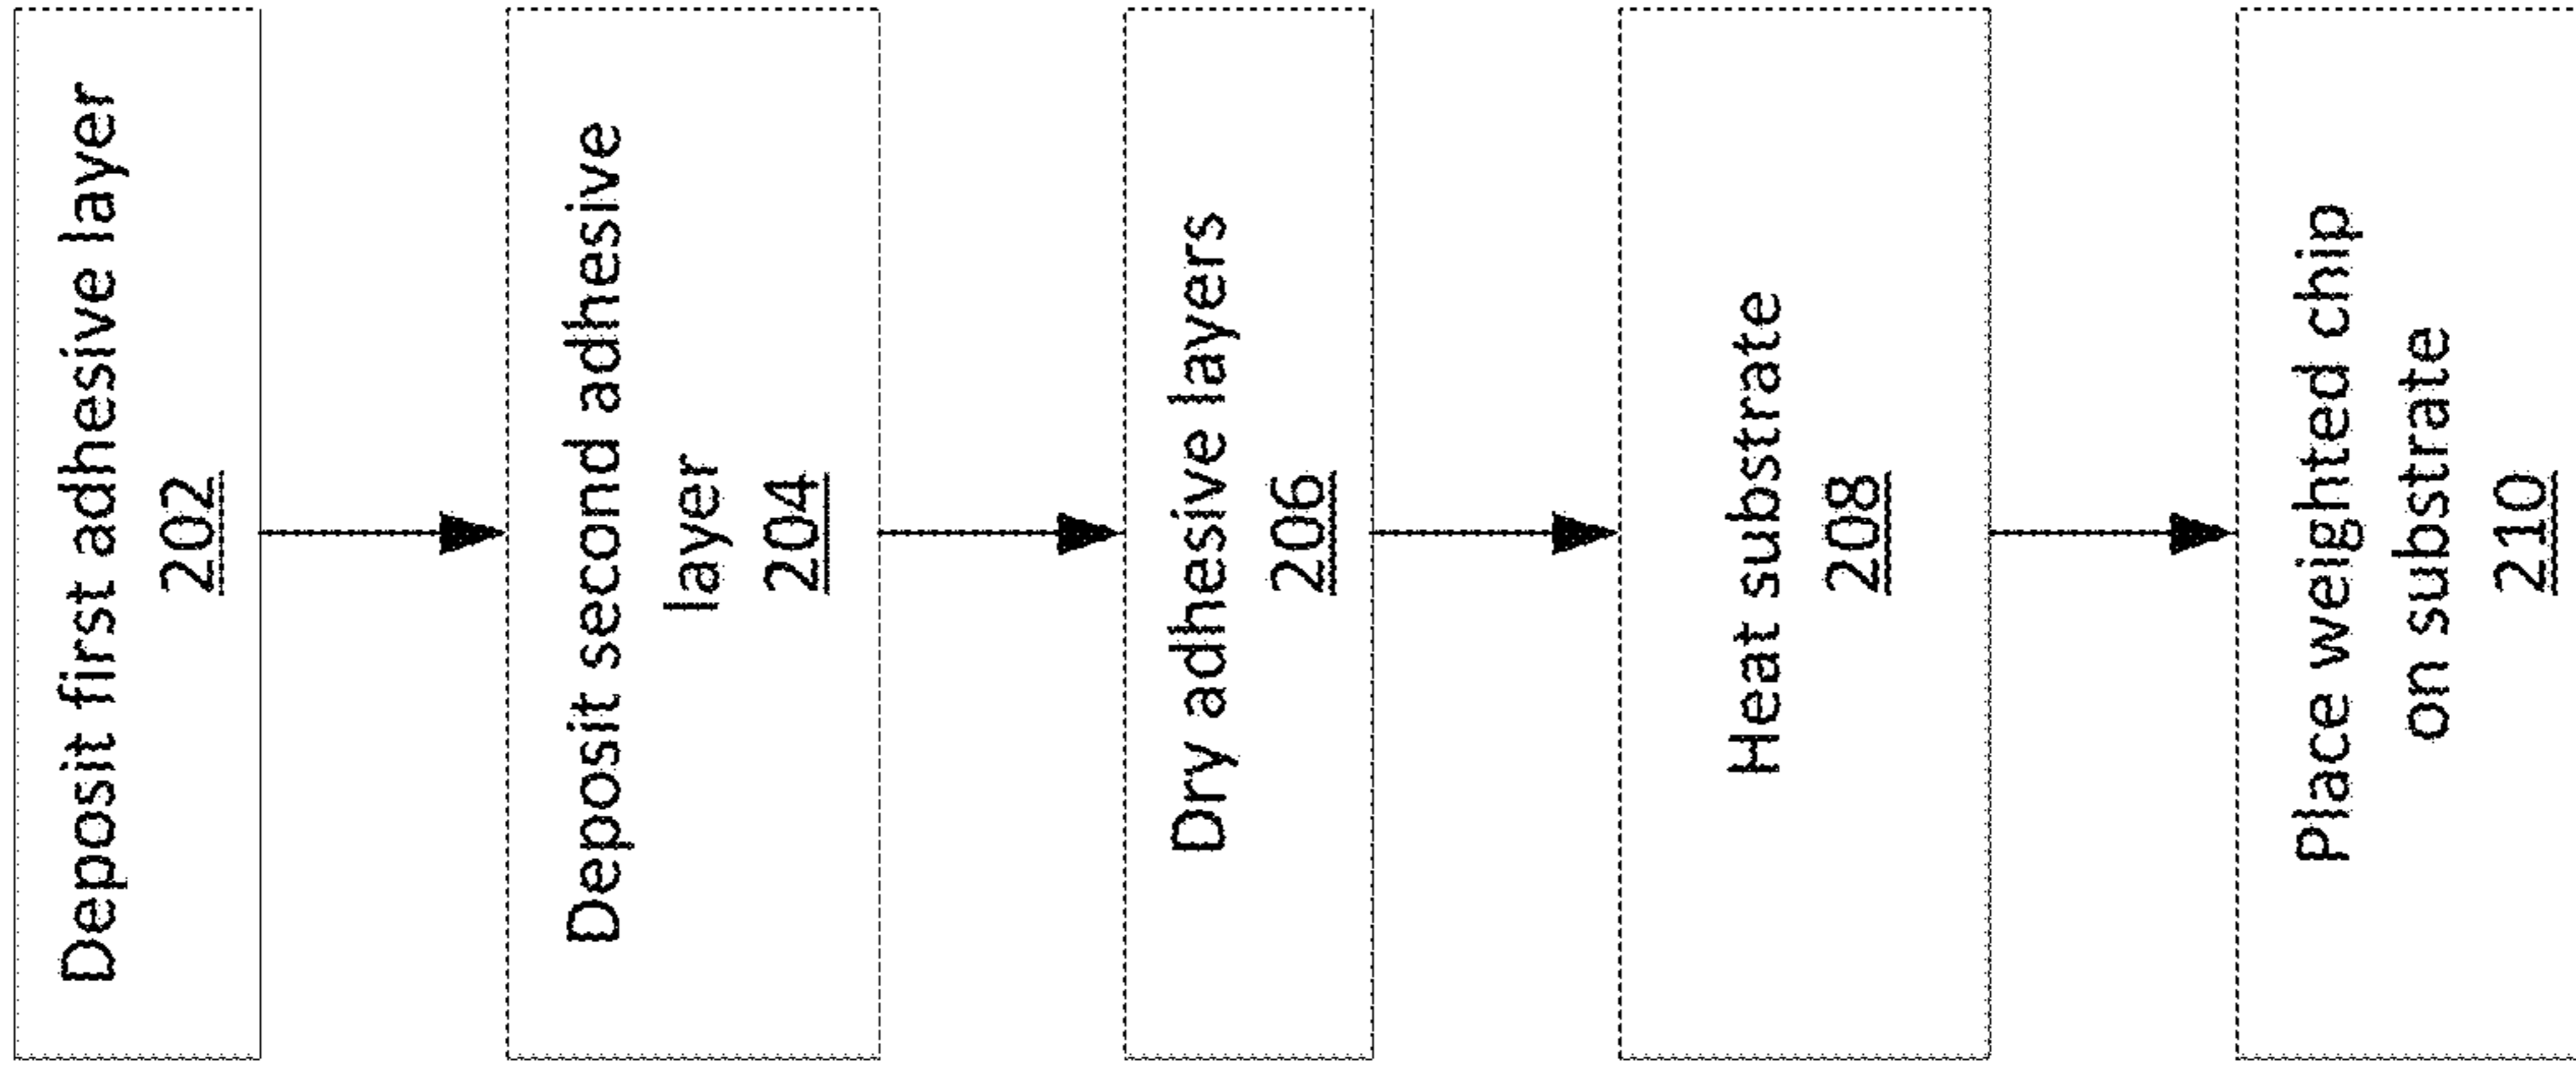 Deposit first adhesive layer
202
Deposit second adhesive
layer
204
Dry adhesive layers
206
Heat substrate
208
Place weighted chip
on substrate
210